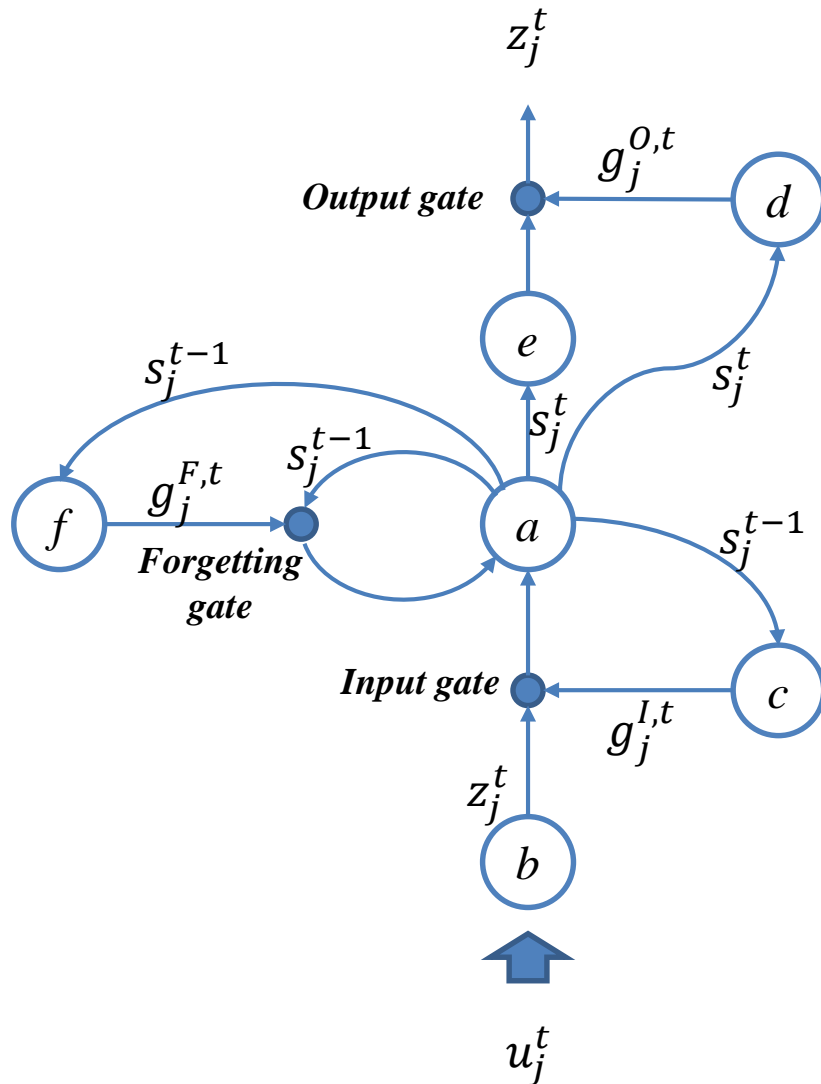 z_j^t
g_j^{O,t}
Output gate
d
e
s_j^{t-1}
s_j^t
s_j^t
s_j^{t-1}
g_j^{F,t}
f
a
s_j^{t-1}
Forgetting
gate
Input gate
c
g_j^{I,t}
z_j^t
b
u_j^t